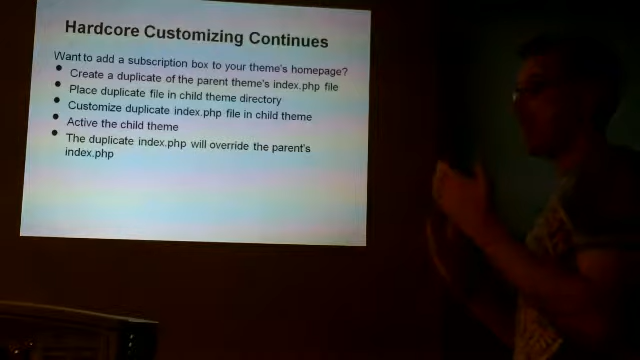 Hardcore Customizing Continues
Want to add a subscription box to your theme's homepage?
Create a duplicate of the parent theme's index.php file
Place duplicate file in child theme directory
Customize duplicate index.php file in child theme
Active the child theme
The duplicate index.php will override the parent's
index.php